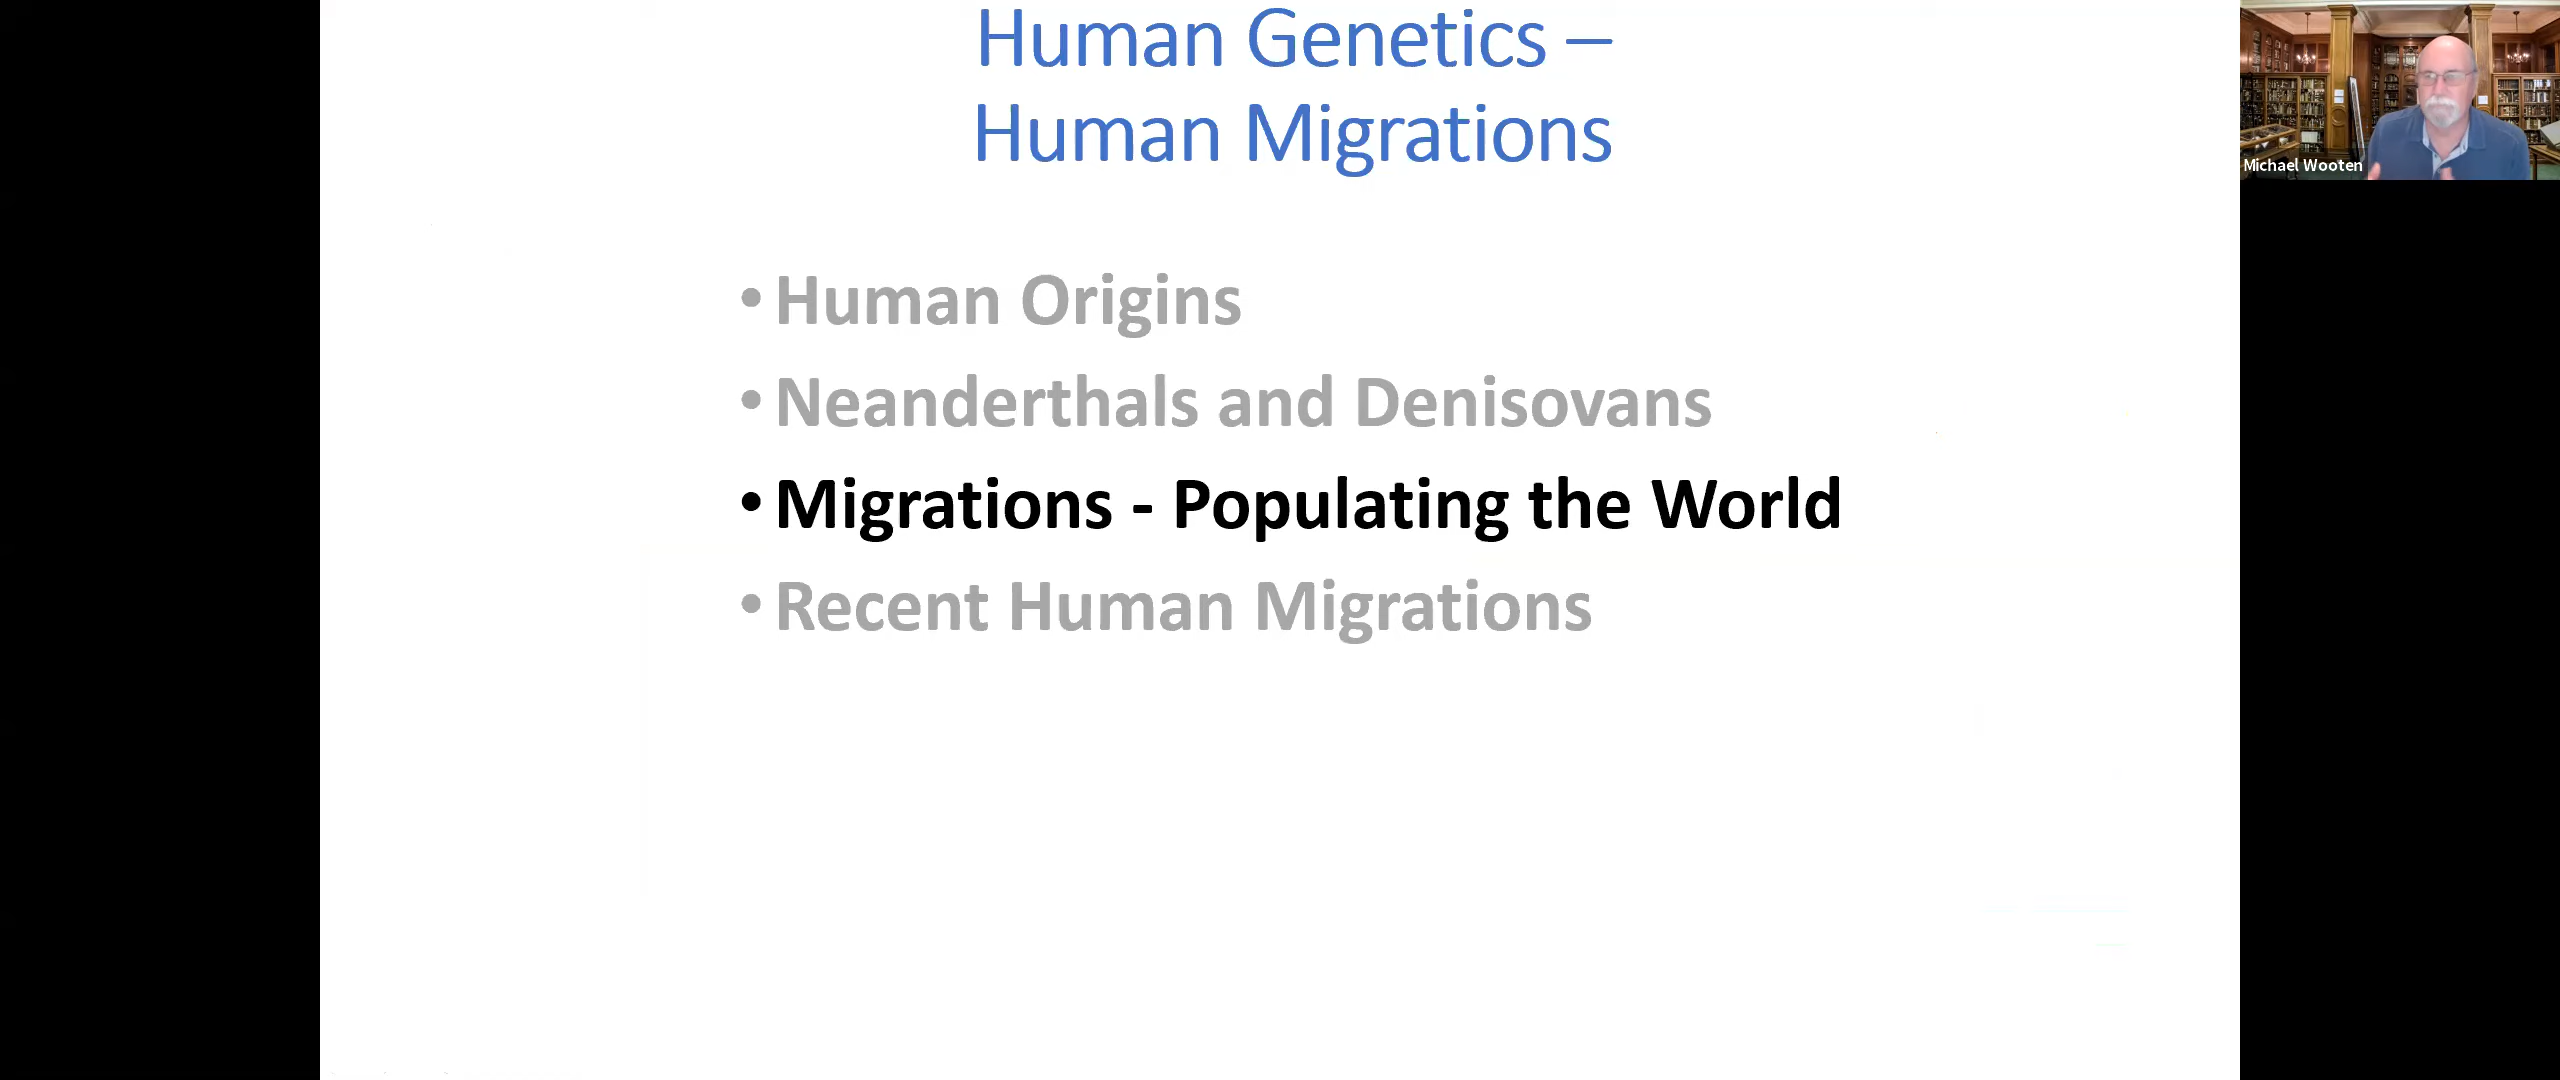 Human Genetics –
Human Migrations
Michael Wooten
• Human Origins
• Neanderthals and Denisovans
• Migrations - Populating the World
• Recent Human Migrations